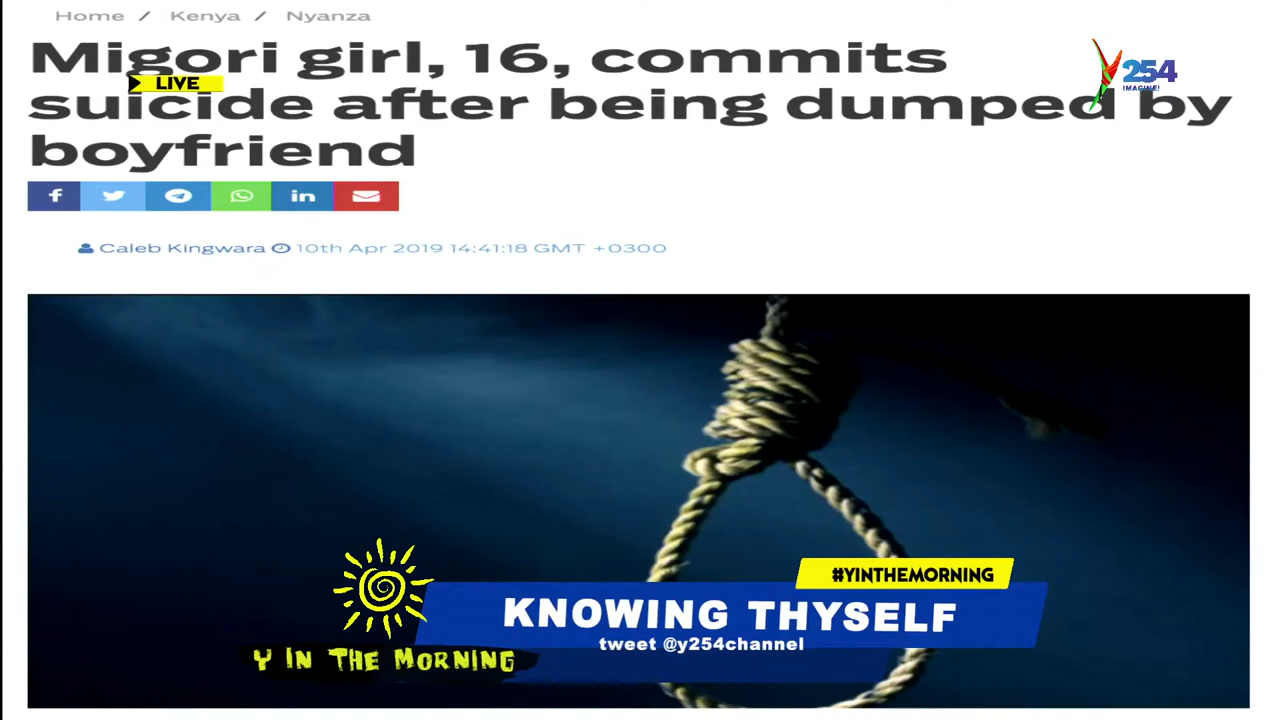 Home / Kenya / Nyanza
Migori girl, 16, commits
suicide after being dumped by
boyfriend
LIVE
Y254
IMAGINE!
f in
Caleb Kingwara 10th Apr 2019 14:41:18 GMT +0300
#YINTHEMORNING
KNOWING THYSELF
tweet @y254channel
Y IN THE MORNING